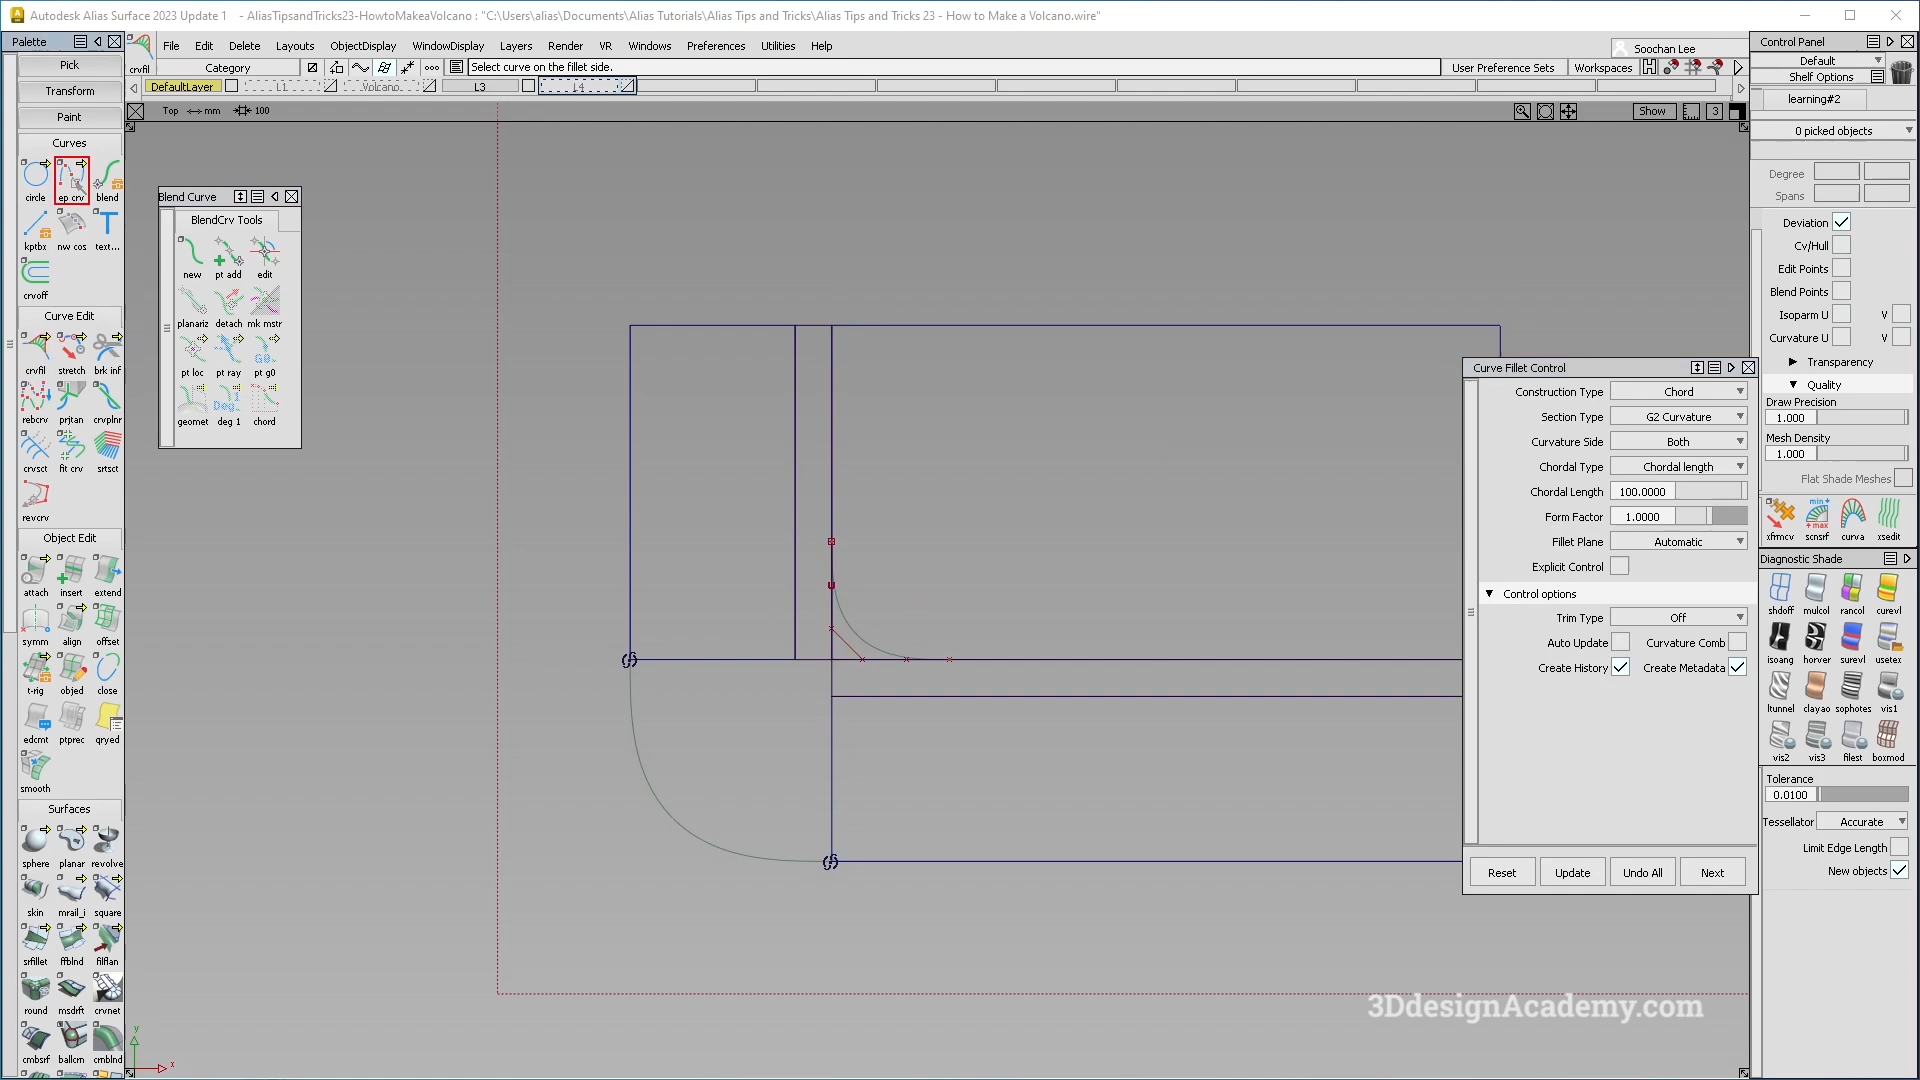 Autodesk Alias Surface 2023 Update 1 - AliasTipsandTricks23-HowtoMakeaVolcano : "C:\Users\alias\Documents\Alias Tutorials\Alias Tips and Tricks\Alias Tips and Tricks 23 - How to Make a Volcano.wire"
Palette
File Edit Delete Layouts ObjectDisplay WindowDisplay Layers Render VR Windows Preferences Utilities Help
Soochan Lee
crvfil
Category
Select curve on the fillet side.
User Preference Sets
Workspaces
DefaultLayer
L1
Volcano
L3
L4
Top mm 100
Show
3
Pick
Transform
Paint
Curves
circle ep crv blend
kptbx nw cos text...
crvoff
Curve Edit
crvfil stretch brk inf
rebcrv prjtan crvplnr
crvsct fit crv srtsct
revcrv
Object Edit
attach insert extend
symm align offset
t-rig objed close
edcmt ptprec qryed
smooth
Surfaces
sphere planar revolve
skin mrail_i square
srfillet ffblnd filflan
round msdrft crvnet
cmbsrf ballcrn crnblnd
Blend Curve
BlendCrv Tools
new pt add edit
planariz detach mk mstr
pt loc pt ray pt g0
geomet deg 1 chord
Curve Fillet Control
Construction Type Chord
Section Type G2 Curvature
Curvature Side Both
Chordal Type Chordal length
Chordal Length 100.0000
Form Factor 1.0000
Fillet Plane Automatic
Explicit Control
Control options
Trim Type Off
Auto Update Curvature Comb
Create History Create Metadata
Reset Update Undo All Next
Control Panel
Default
Shelf Options
learning#2
0 picked objects
Degree
Spans
Deviation
Cv/Hull
Edit Points
Blend Points
Isoparm U V
Curvature U V
Transparency
Quality
Draw Precision
1.000
Mesh Density
1.000
Flat Shade Meshes
min+
+max
xfrmcv scnsrf curva xsedit
Diagnostic Shade
shdoff mulcol rancol curevl
isoang horver surevl usetex
ltunnel clayao sophotes vis1
vis2 vis3 filest boxmod
Tolerance
0.0100
Tessellator Accurate
Limit Edge Length
New objects
3DdesignAcademy.com
y
x